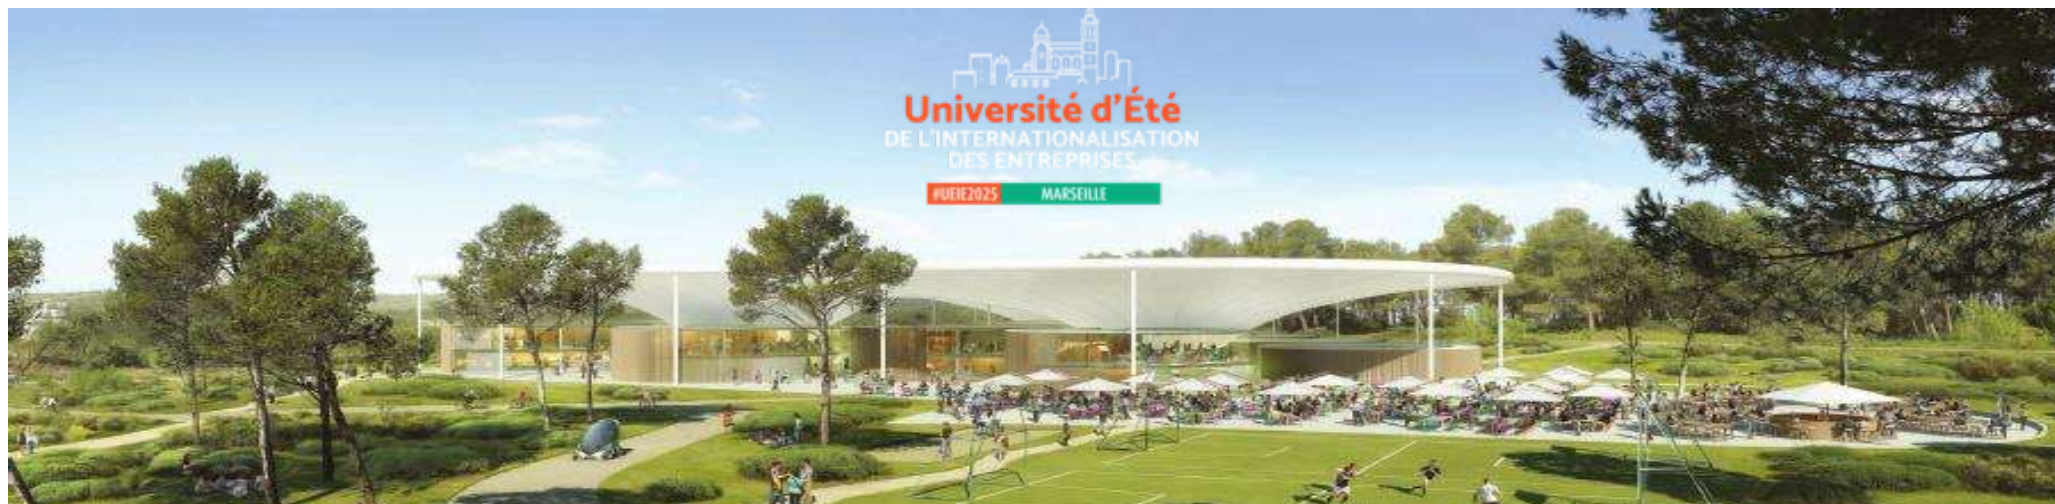 Université d'Été
DE L'INTERNATIONALISATION
DES ENTREPRISES
#UEIE2025 MARSEILLE